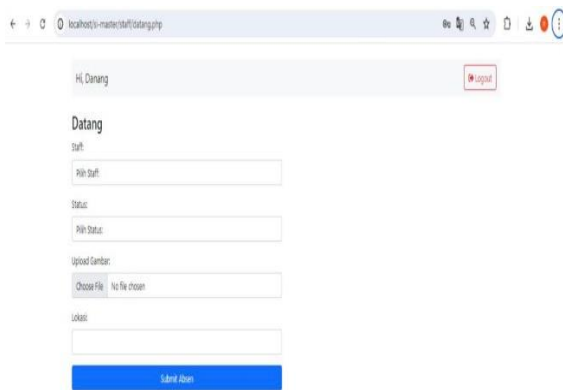 localhost/si-master/staff/datang.php
Hi, Danang
Logout
Datang
Staff:
Pilih Staff:
Status:
Pilih Status:
Upload Gambar:
Choose File No file chosen
Lokasi:
Submit Absen